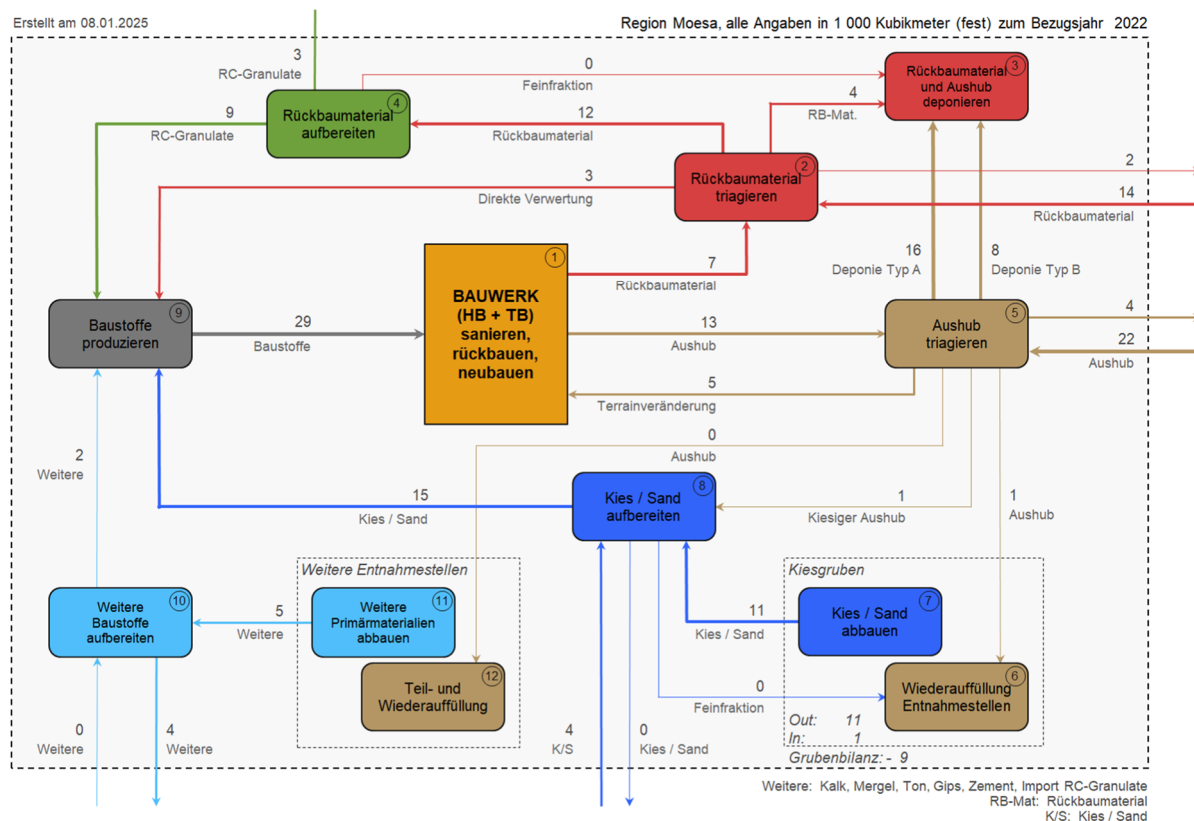 Erstellt am 08.01.2025
Region Moesa, alle Angaben in 1 000 Kubikmeter (fest) zum Bezugsjahr 2022
3
RC-Granulate
0
Feinfraktion
3
Rückbaumaterial
und Aushub
deponieren
4
Rückbaumaterial
aufbereiten
9
RC-Granulate
12
Rückbaumaterial
4
RB-Mat.
2
Rückbaumaterial
triagieren
2
14
Rückbaumaterial
3
Direkte Verwertung
16
Deponie Typ A
8
Deponie Typ B
1
BAUWERK
(HB + TB)
sanieren,
rückbauen,
neubauen
7
Rückbaumaterial
9
Baustoffe
produzieren
29
Baustoffe
13
Aushub
5
Aushub
triagieren
4
22
Aushub
5
Terrainveränderung
0
Aushub
2
Weitere
15
Kies / Sand
8
Kies / Sand
aufbereiten
1
Kiesiger Aushub
1
Aushub
Weitere Entnahmestellen
Kiesgruben
10
Weitere
Baustoffe
aufbereiten
5
Weitere
11
Weitere
Primärmaterialien
abbauen
11
Kies / Sand
7
Kies / Sand
abbauen
12
Teil- und
Wiederauffüllung
0
Feinfraktion
6
Wiederauffüllung
Entnahmestellen
0
Weitere
4
Weitere
4
K/S
0
Kies / Sand
Out: 11
In: 1
Grubenbilanz: - 9
Weitere: Kalk, Mergel, Ton, Gips, Zement, Import RC-Granulate
RB-Mat: Rückbaumaterial
K/S: Kies / Sand